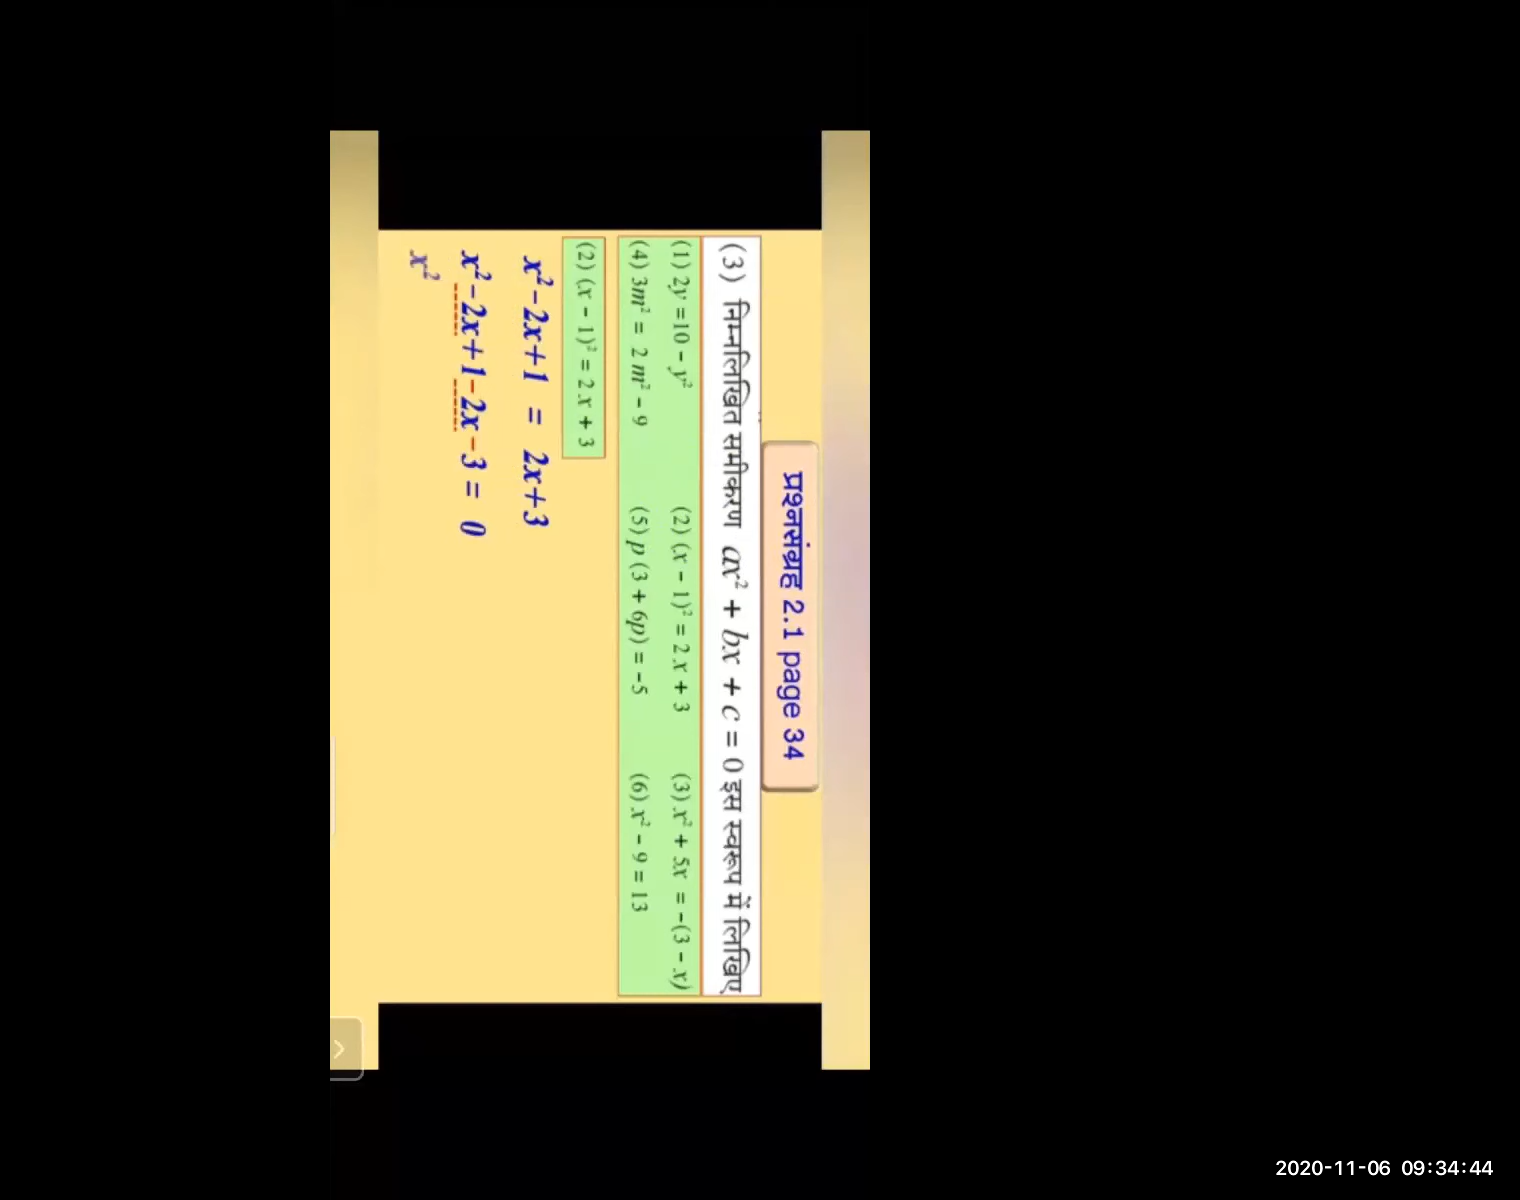 प्रश्नसंग्रह 2.1 page 34
(3) निम्नलिखित समीकरण ax² + bx + c = 0 इस स्वरूप में लिखिए
(1) 2y =10 – y² (2) (x – 1)² = 2x + 3 (3) x² + 5x = –(3 – x)
(4) 3m² = 2m² – 9 (5) p (3 + 6p) = –5 (6) x² – 9 = 13
(2) (x – 1)² = 2x + 3
x²–2x+1 = 2x+3
x²–2x+1–2x–3 = 0
x²
2020-11-06 09:34:44